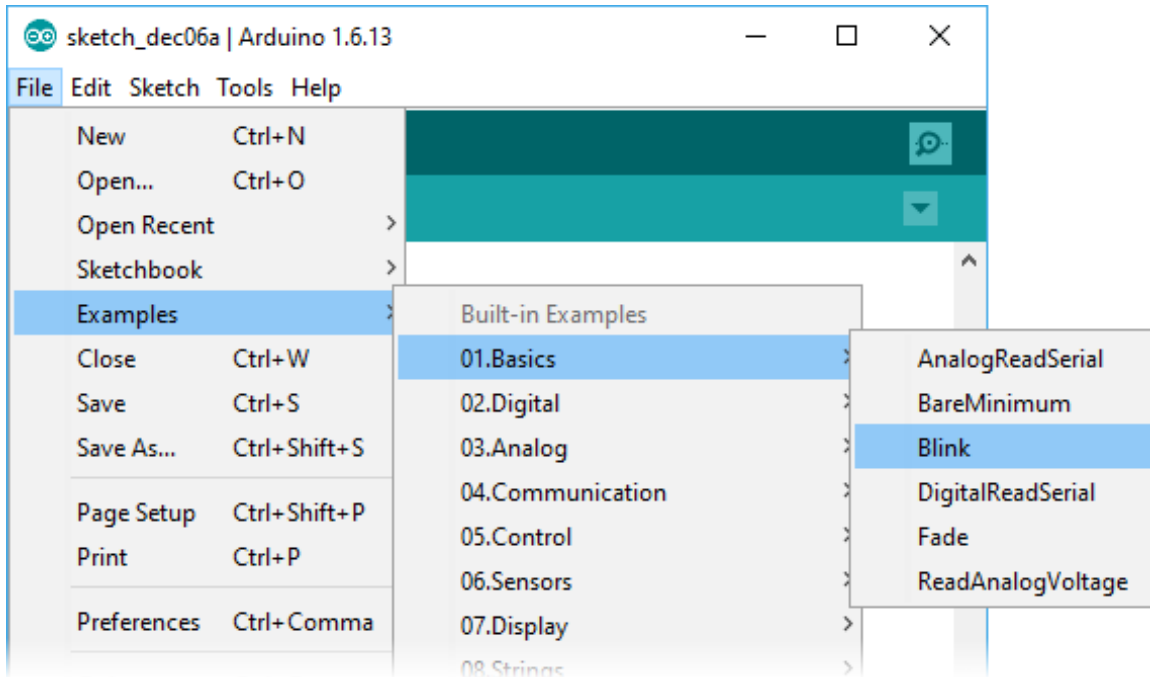 sketch_dec06a | Arduino 1.6.13
File Edit Sketch Tools Help
New Ctrl+N
Open... Ctrl+O
Open Recent
Sketchbook
Examples
Close Ctrl+W
Save Ctrl+S
Save As... Ctrl+Shift+S
Page Setup Ctrl+Shift+P
Print Ctrl+P
Preferences Ctrl+Comma
Built-in Examples
01.Basics
02.Digital
03.Analog
04.Communication
05.Control
06.Sensors
07.Display
08.Strings
AnalogReadSerial
BareMinimum
Blink
DigitalReadSerial
Fade
ReadAnalogVoltage